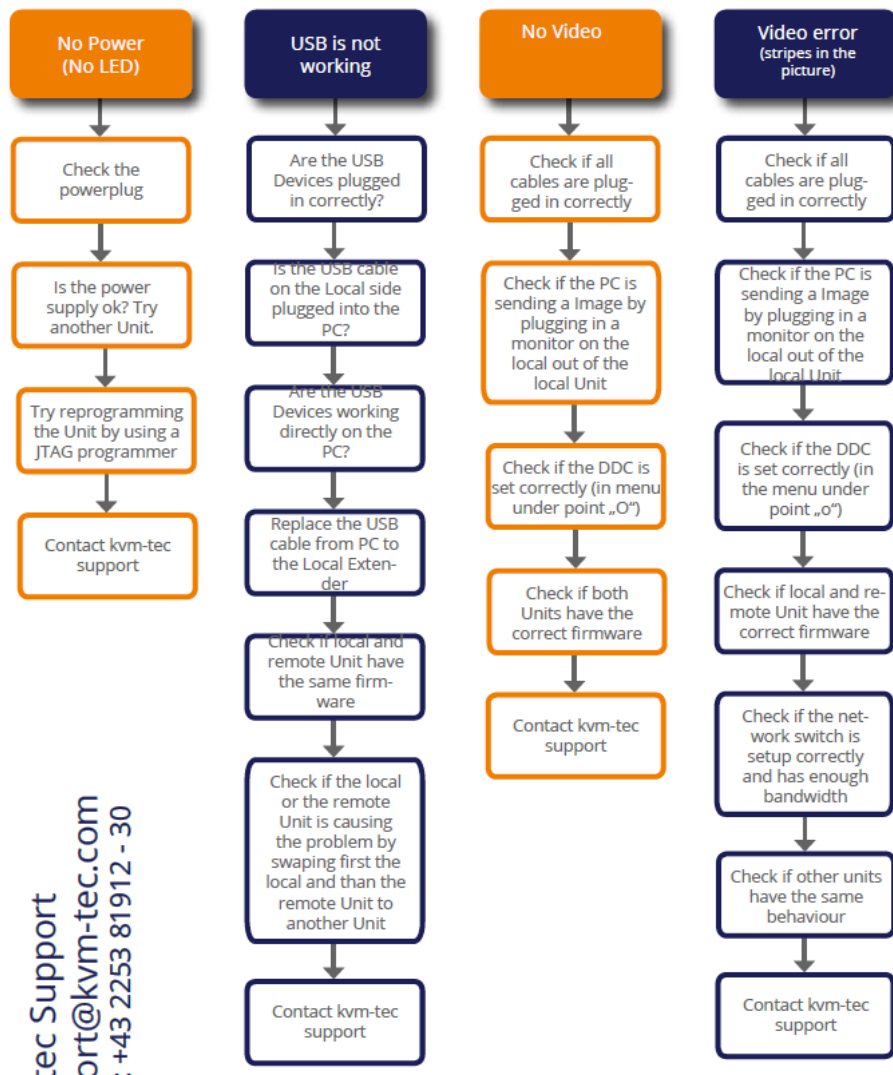 No Power
(No LED)
Check the
powerplug
Is the power
supply ok? Try
another Unit.
Try reprogramming
the Unit by using a
JTAG programmer
Contact kvm-tec
support
USB is not
working
Are the USB
Devices plugged
in correctly?
Is the USB cable
on the Local side
plugged into the
PC?
Are the USB
Devices working
directly on the
PC?
Replace the USB
cable from PC to
the Local Exten-
der
Check if local and
remote Unit have
the same firm-
ware
Check if the local
or the remote
Unit is causing
the problem by
swaping first the
local and than the
remote Unit to
another Unit
Contact kvm-tec
support
No Video
Check if all
cables are plug-
ged in correctly
Check if the PC is
sending a Image by
plugging in a
monitor on the
local out of the
local Unit
Check if the DDC is
set correctly (in menu
under point „O“)
Check if both
Units have the
correct firmware
Contact kvm-tec
support
Video error
(stripes in the
picture)
Check if all
cables are plug-
ged in correctly
Check if the PC is
sending a Image
by plugging in a
monitor on the
local out of the
local Unit
Check if the DDC
is set correctly (in
the menu under
point „o“)
Check if local and re-
mote Unit have the
correct firmware
Check if the net-
work switch is
setup correctly
and has enough
bandwidth
Check if other units
have the same
behaviour
Contact kvm-tec
support
tec Support
ort@kvm-tec.com
: +43 2253 81912 - 30